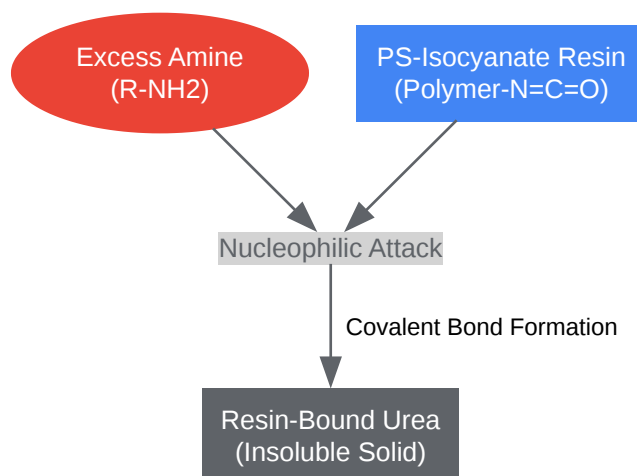 Excess Amine
(R-NH2)
PS-Isocyanate Resin
(Polymer-N=C=O)
Nucleophilic Attack
Covalent Bond Formation
Resin-Bound Urea
(Insoluble Solid)